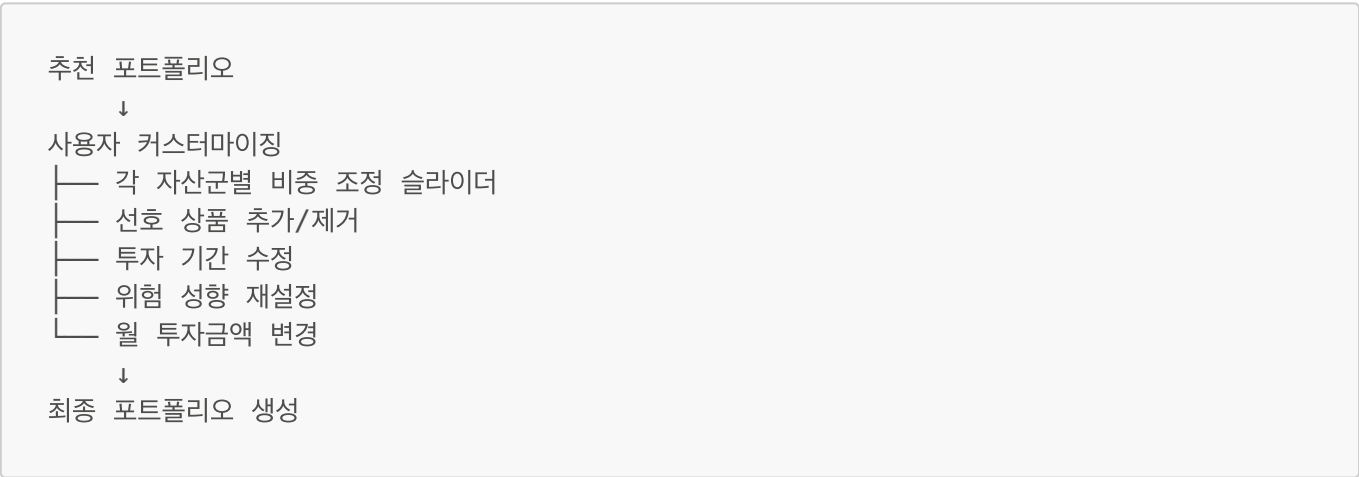 추천 포트폴리오
↓
사용자 커스터마이징
├── 각 자산군별 비중 조정 슬라이더
├── 선호 상품 추가/제거
├── 투자 기간 수정
├── 위험 성향 재설정
└── 월 투자금액 변경
↓
최종 포트폴리오 생성